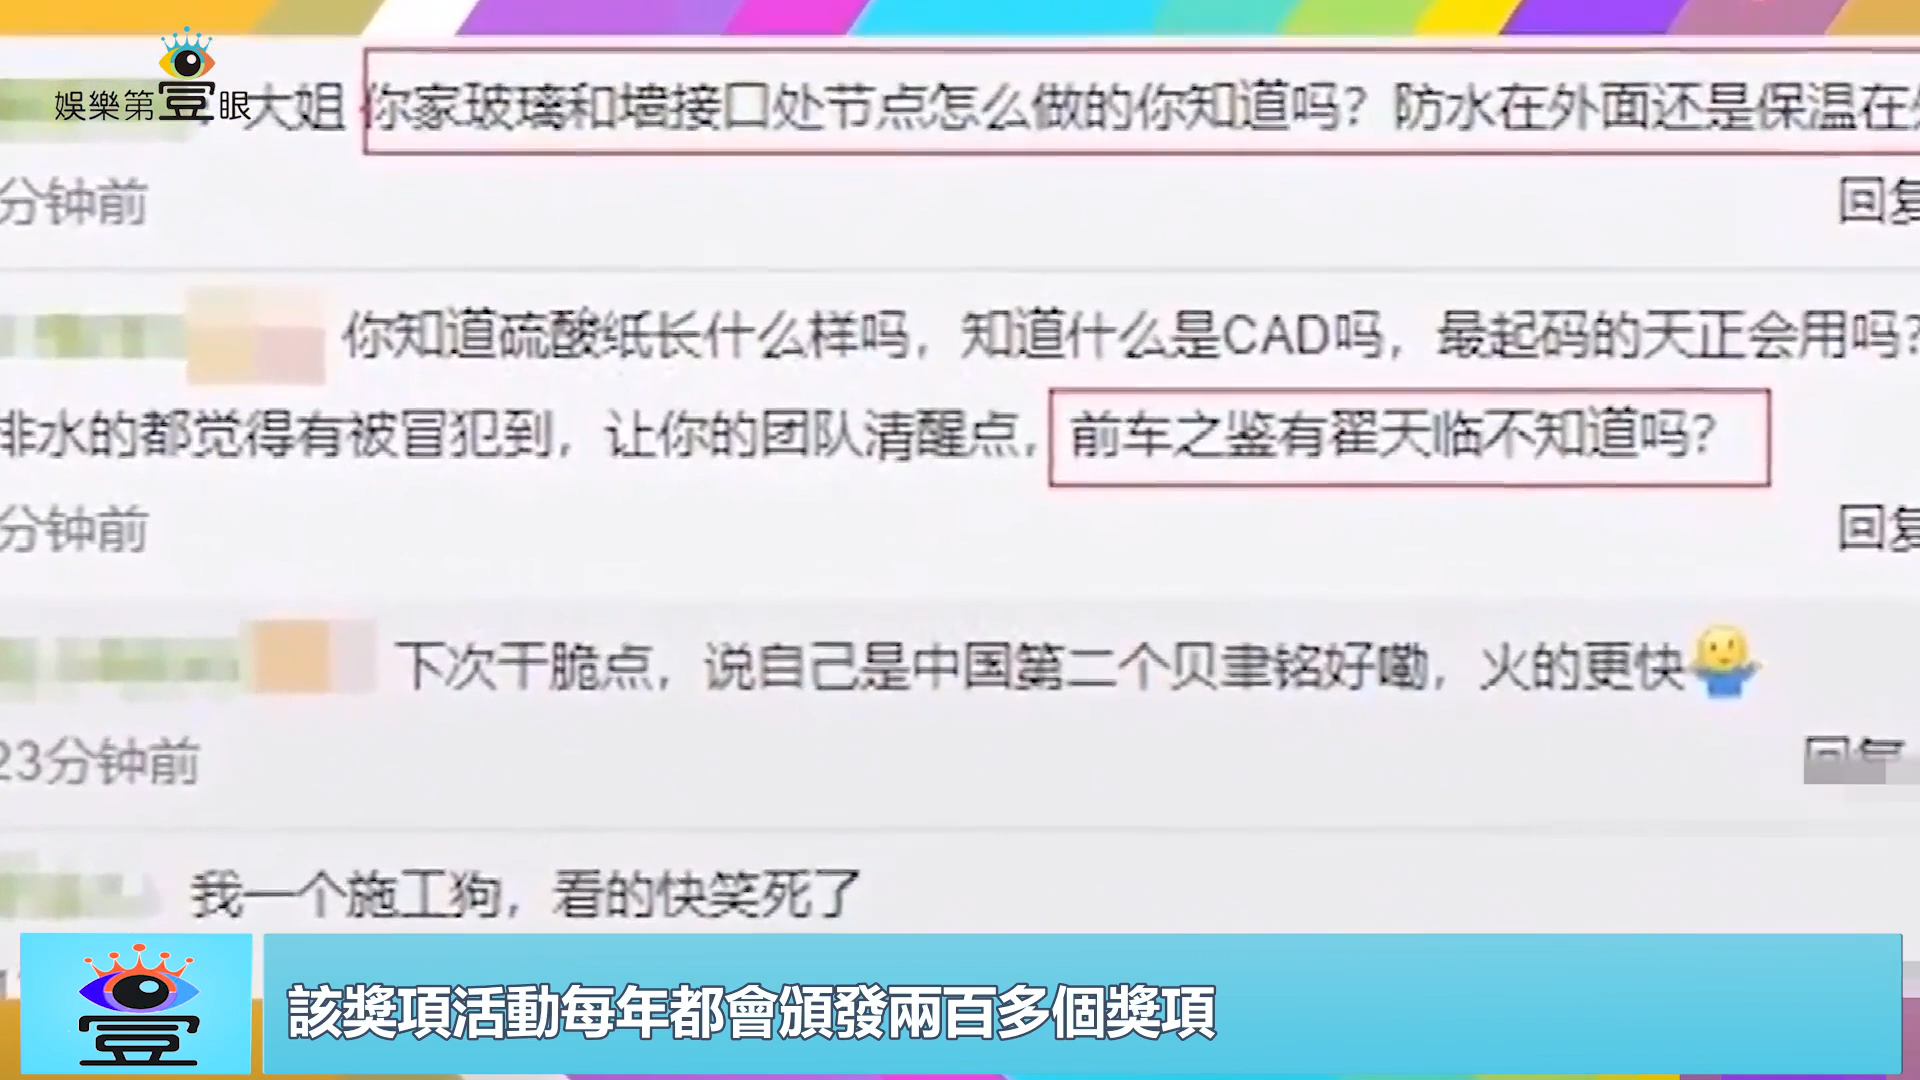 娛樂第壹眼
大姐 你家玻璃和墙接口处节点怎么做的你知道吗？防水在外面还是保温在
分钟前
回复
你知道硫酸纸长什么样吗，知道什么是CAD吗，最起码的天正会用吗？
排水的都觉得有被冒犯到，让你的团队清醒点，前车之鉴有翟天临不知道吗？
分钟前
回复
下次干脆点，说自己是中国第二个贝聿铭好嘞，火的更快
23分钟前
回复
我一个施工狗，看的快笑死了
壹
該獎項活動每年都會頒發兩百多個獎項